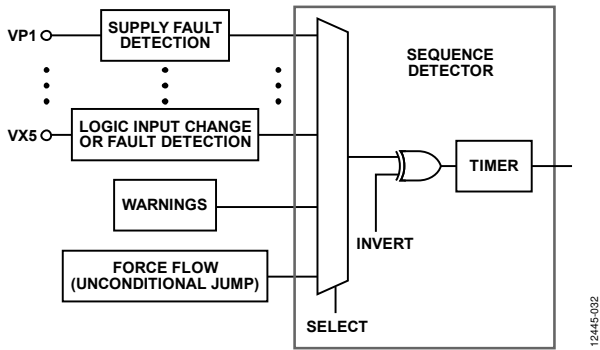 VP1
SUPPLY FAULT
DETECTION
SEQUENCE
DETECTOR
VX5
LOGIC INPUT CHANGE
OR FAULT DETECTION
TIMER
WARNINGS
INVERT
FORCE FLOW
(UNCONDITIONAL JUMP)
SELECT
12445-032